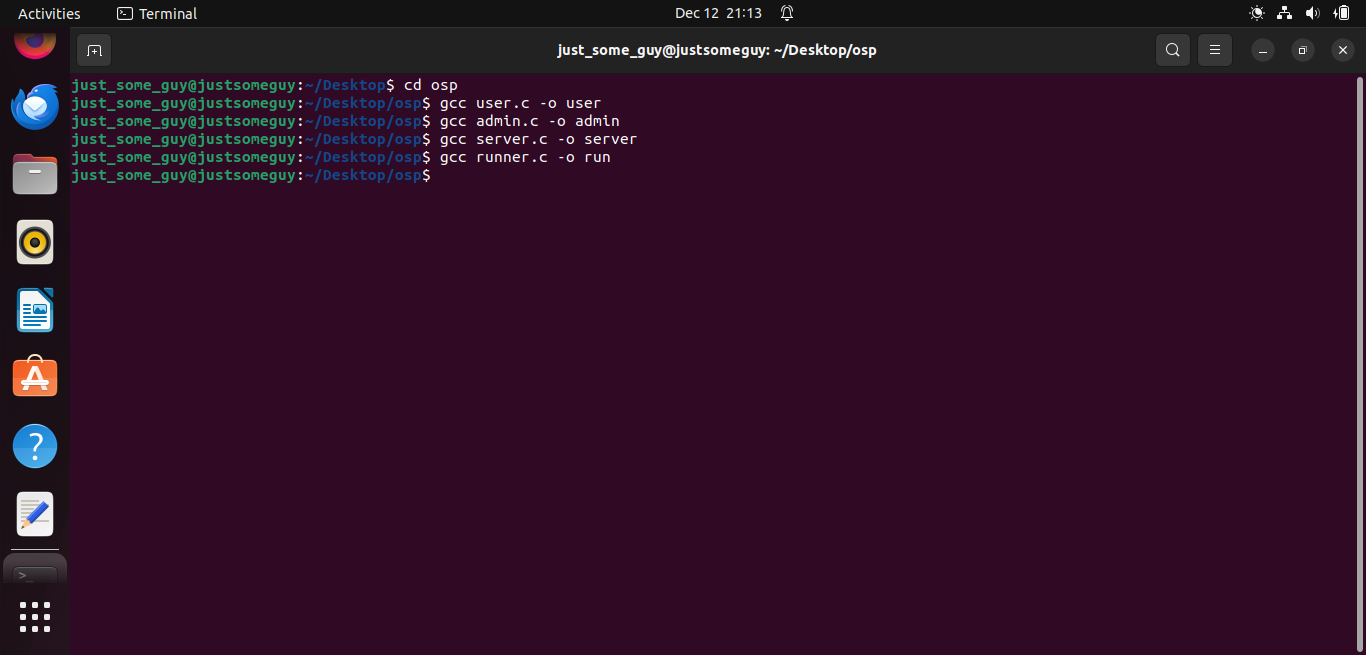 Activities Terminal Dec 12 21:13
just_some_guy@justsomeguy: ~/Desktop/osp
just_some_guy@justsomeguy:~/Desktop$ cd osp
just_some_guy@justsomeguy:~/Desktop/osp$ gcc user.c -o user
just_some_guy@justsomeguy:~/Desktop/osp$ gcc admin.c -o admin
just_some_guy@justsomeguy:~/Desktop/osp$ gcc server.c -o server
just_some_guy@justsomeguy:~/Desktop/osp$ gcc runner.c -o run
just_some_guy@justsomeguy:~/Desktop/osp$